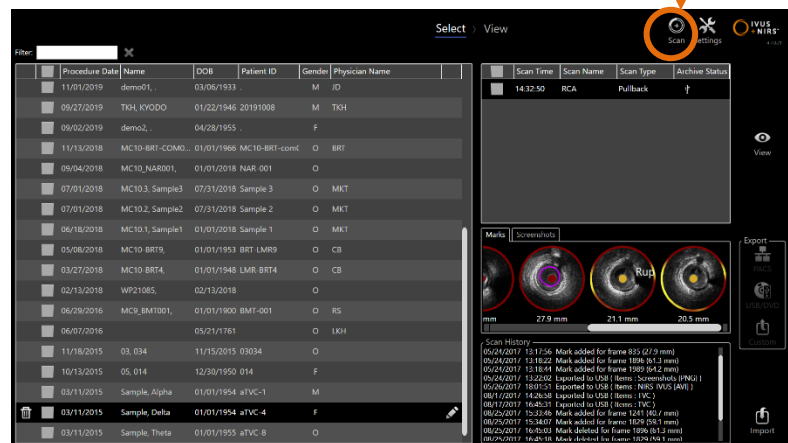 Select > View
Scan
Settings
IVUS
+NIRS
Filter:
Procedure Date Name DOB Patient ID Gender Physician Name
11/01/2019 demo01, . 03/06/1933 . M JD
09/27/2019 TKH, KYODO 01/22/1946 20191008 M TKH
09/02/2019 demo2, . 04/28/1955 . F
11/13/2018 MC10-BRT-COM0... 01/01/1966 MC10-BRT-com( O BRT
09/04/2018 MC10_NAR001, 01/01/2018 NAR-001 O
07/01/2018 MC10.3, Sample3 07/31/2018 Sample 3 O MKT
07/01/2018 MC10.2, Sample2 07/31/2018 Sample 2 O MKT
06/18/2018 MC10.1, Sample1 01/01/2018 Sample 1 O MKT
05/08/2018 MC10-BRT9, 01/01/1953 BRT-LMR9 O CB
03/27/2018 MC10-BRT4, 01/01/1948 LMR-BRT4 O CB
02/13/2018 WP21085, 02/13/2018 O
06/29/2016 MC9_BMT001, 01/01/1900 BMT-001 O RS
06/07/2016 05/21/1761 O LKH
11/18/2015 03, 034 11/15/2015 03034 O
10/13/2015 05, 014 12/30/1950 014 F
03/11/2015 Sample, Alpha 01/01/1954 aTVC-1 M
03/11/2015 Sample, Delta 01/01/1954 aTVC-4 F
03/11/2015 Sample, Theta 01/01/1955 aTVC-8 O
Scan Time Scan Name Scan Type Archive Status
14:32:50 RCA Pullback
View
Marks Screenshots
Rup
mm 27.9 mm 21.1 mm 20.5 mm
Scan History
05/24/2017 13:17:56 Mark added for frame 835 (27.9 mm)
05/24/2017 13:18:22 Mark added for frame 1896 (61.3 mm)
05/24/2017 13:18:44 Mark added for frame 1989 (64.2 mm)
05/24/2017 13:22:02 Exported to USB ( Items : Screenshots (PNG) )
05/26/2017 18:01:51 Exported to USB ( Items : NIRS IVUS (AVI) )
08/17/2017 14:26:58 Exported to USB ( Items : TVC )
08/17/2017 16:45:31 Exported to USB ( Items : TVC )
08/25/2017 15:33:46 Mark added for frame 1241 (40.7 mm)
08/25/2017 15:34:07 Mark added for frame 1829 (59.1 mm)
08/25/2017 16:45:03 Mark deleted for frame 1896 (61.3 mm)
08/25/2017 16:45:18 Mark deleted for frame 1829 (59.1 mm)
Export
PACS
USB/DVD
Custom
Import